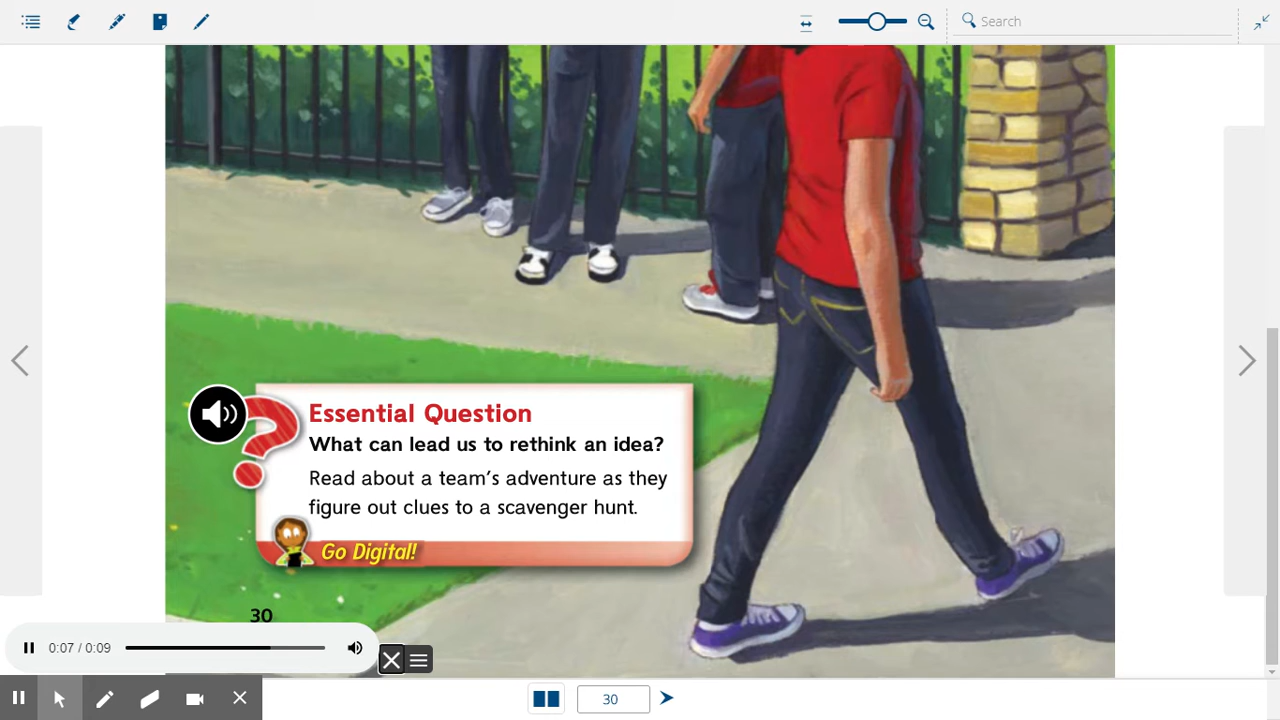 Search
Essential Question
What can lead us to rethink an idea?
Read about a team's adventure as they
figure out clues to a scavenger hunt.
Go Digital!
30
0:07 / 0:09
30